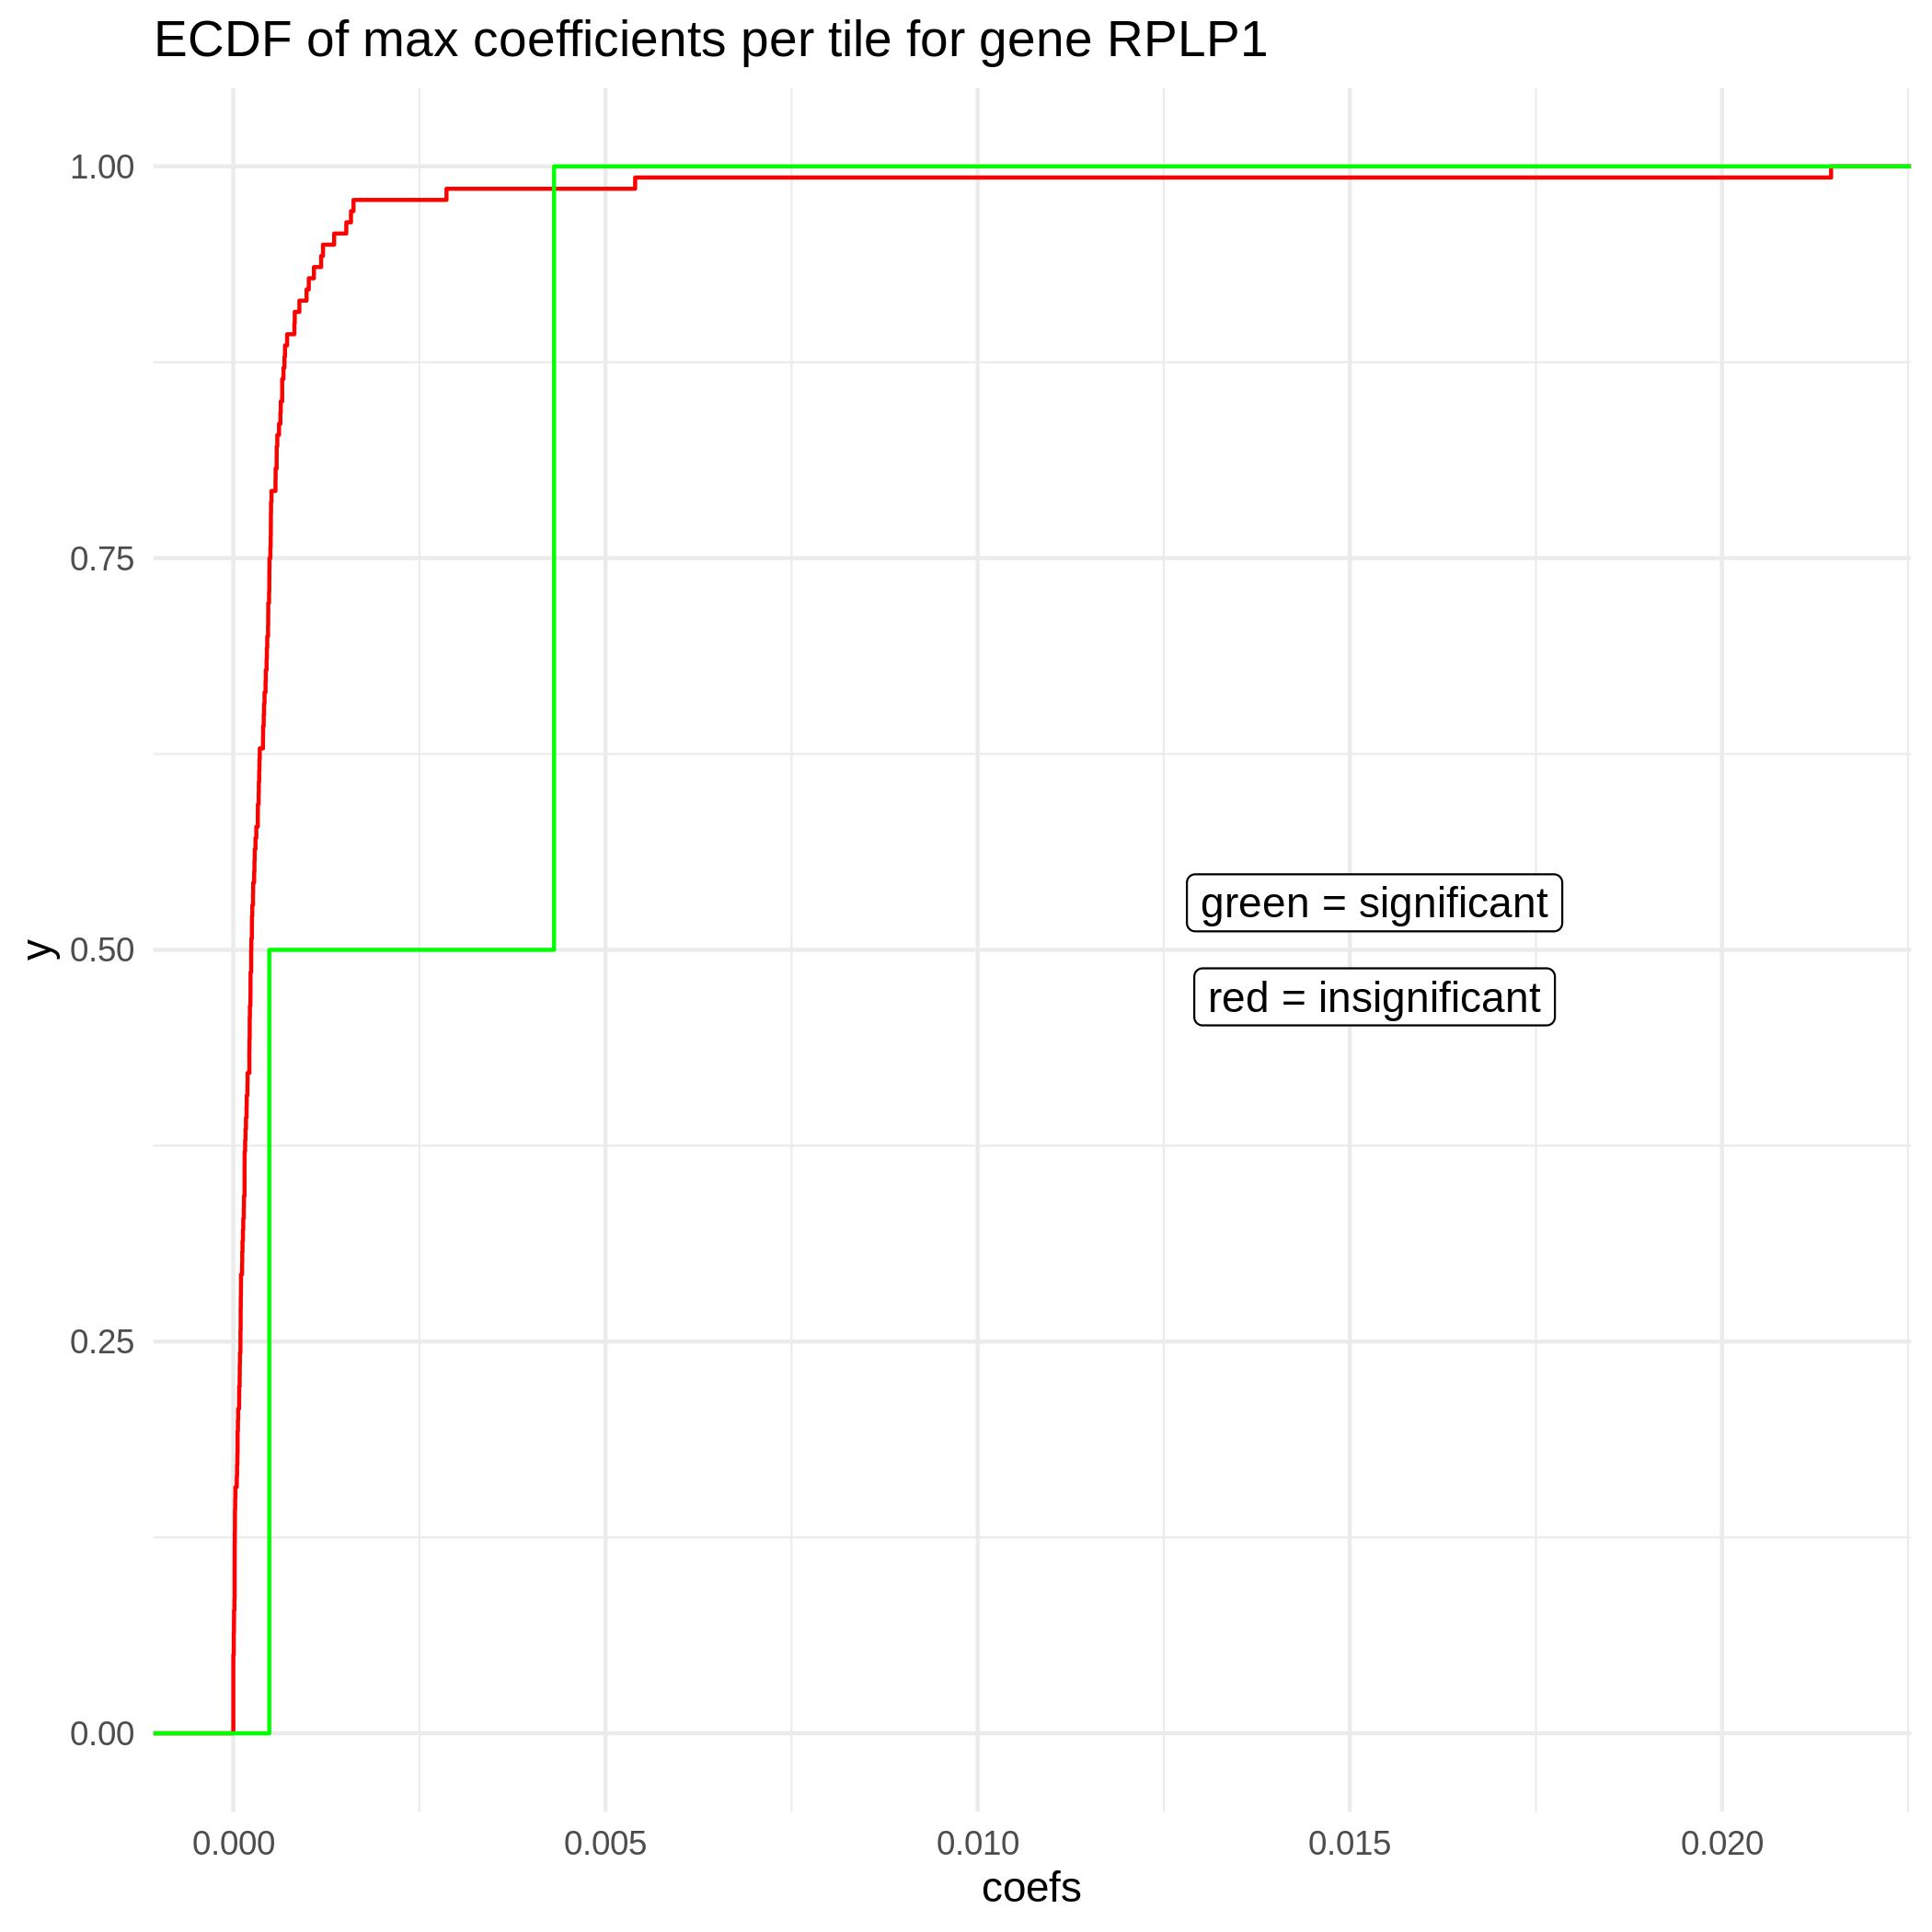 ECDF of max coefficients per tile for gene RPLP1
1.00
0.75
0.50
0.25
0.00
y
green = significant
red = insignificant
0.000 0.005 0.010 0.015 0.020
coefs